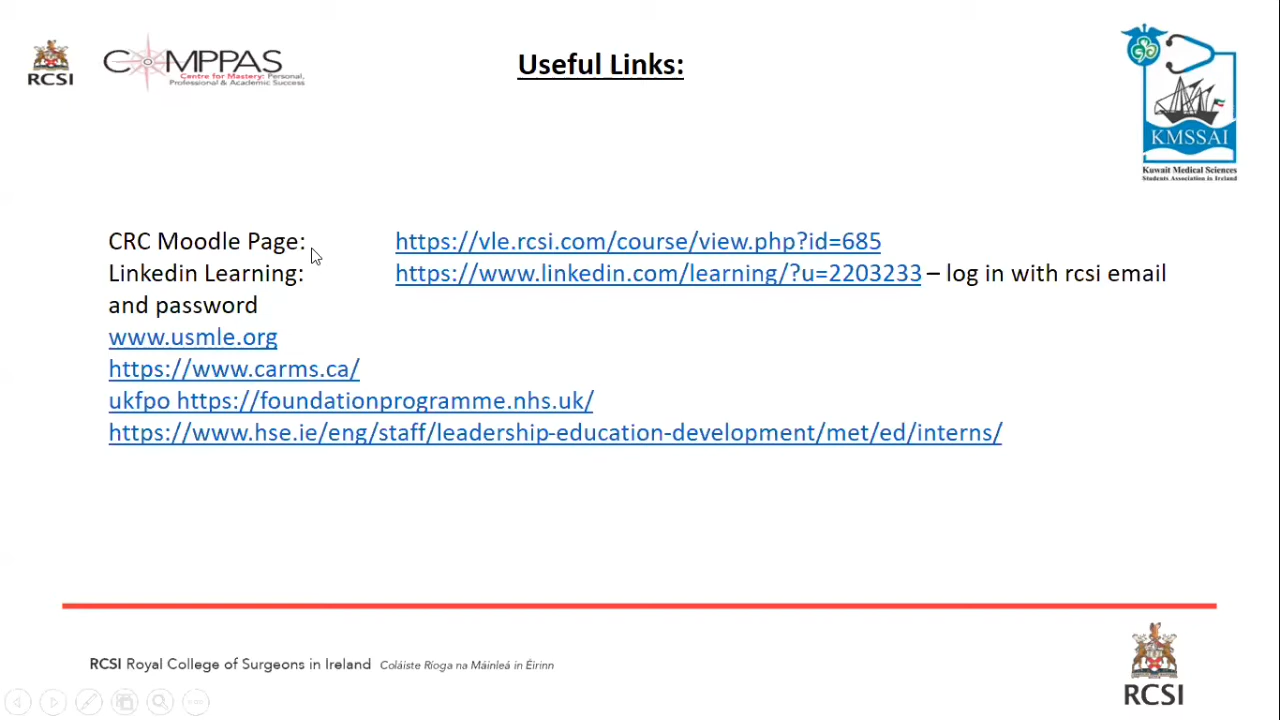 RCSI
COMPPAS
Centre for Mastery: Personal,
Professional & Academic Success
Useful Links:
KMSSAI
Kuwait Medical Sciences
Students Association in Ireland
CRC Moodle Page: https://vle.rcsi.com/course/view.php?id=685
Linkedin Learning: https://www.linkedin.com/learning/?u=2203233 – log in with rcsi email
and password
www.usmle.org
https://www.carms.ca/
ukfpo https://foundationprogramme.nhs.uk/
https://www.hse.ie/eng/staff/leadership-education-development/met/ed/interns/
RCSI Royal College of Surgeons in Ireland Coláiste Ríoga na Máinleá in Éirinn
RCSI